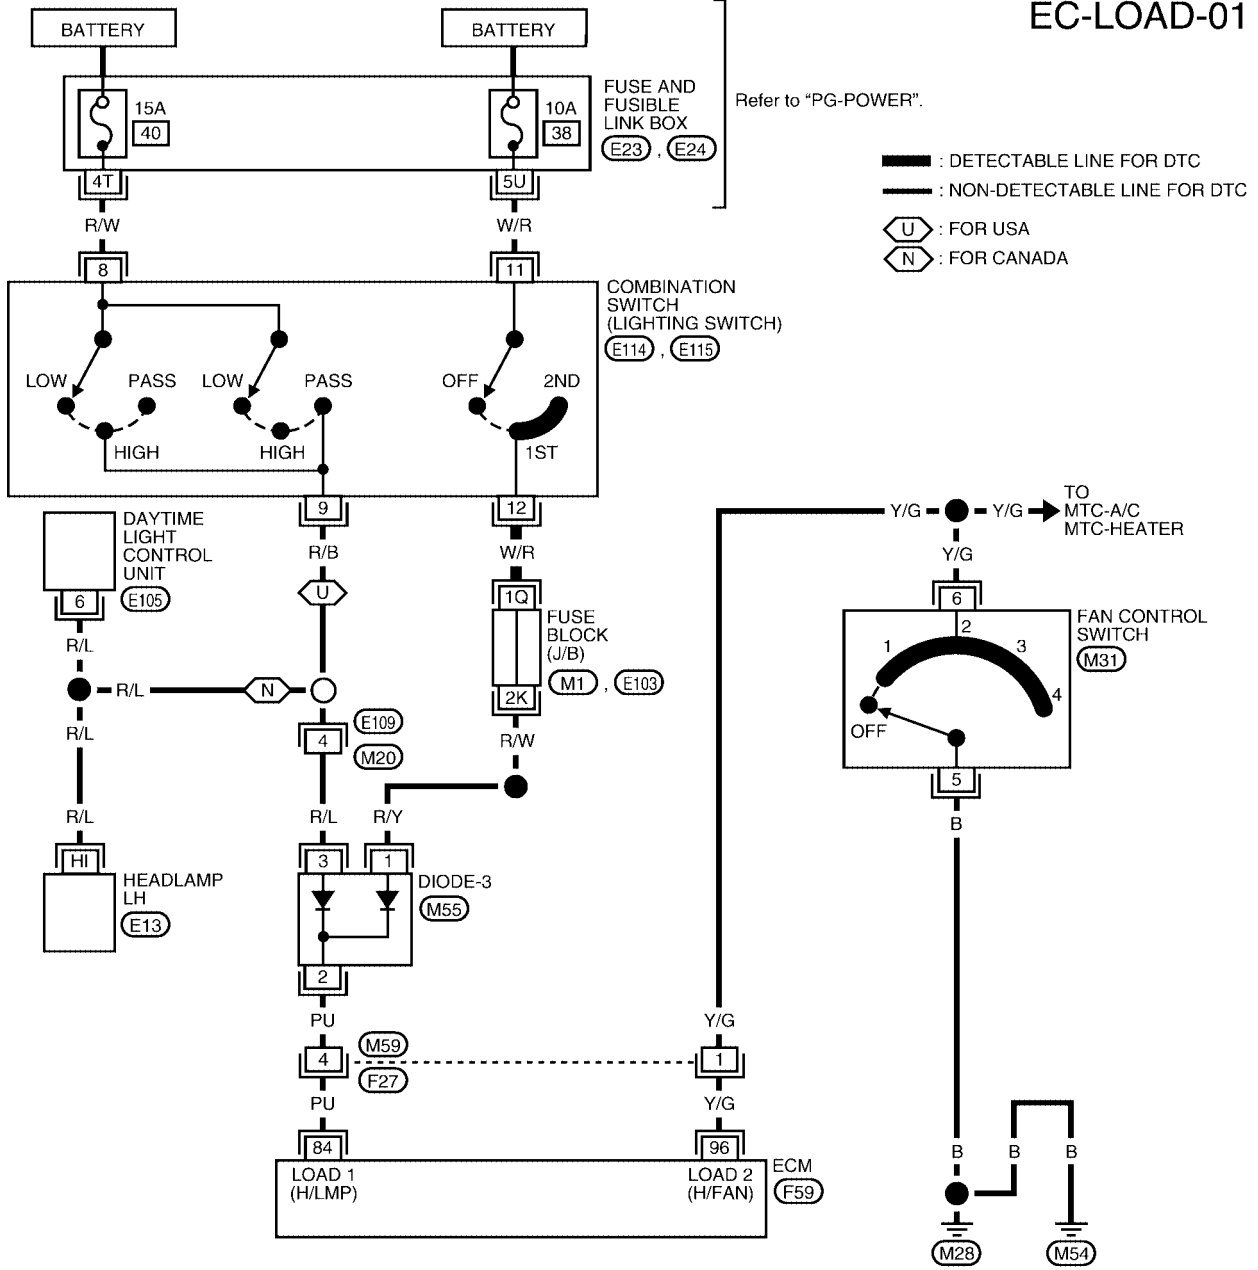 EC-LOAD-01
BATTERY
BATTERY
15A
40
10A
38
FUSE AND
FUSIBLE
LINK BOX
E23 , E24
Refer to “PG-POWER”.
: DETECTABLE LINE FOR DTC
: NON-DETECTABLE LINE FOR DTC
U : FOR USA
N : FOR CANADA
4T
5U
R/W
W/R
8
11
COMBINATION
SWITCH
(LIGHTING SWITCH)
E114 , E115
LOW
PASS
HIGH
LOW
PASS
HIGH
OFF
2ND
1ST
9
12
R/B
W/R
U
DAYTIME
LIGHT
CONTROL
UNIT
E105
6
R/L
R/L
N
R/L
R/L
HI
HEADLAMP
LH
E13
1Q
FUSE
BLOCK
(J/B)
M1 , E103
2K
R/W
E109
4
M20
R/L
R/Y
3
1
DIODE-3
M55
2
PU
M59
4
F27
PU
84
LOAD 1
(H/LMP)
Y/G
Y/G
TO
MTC-A/C
MTC-HEATER
Y/G
6
FAN CONTROL
SWITCH
M31
1
2
3
4
OFF
5
B
Y/G
1
Y/G
96
LOAD 2
(H/FAN)
ECM
F59
B
B
B
M28
M54